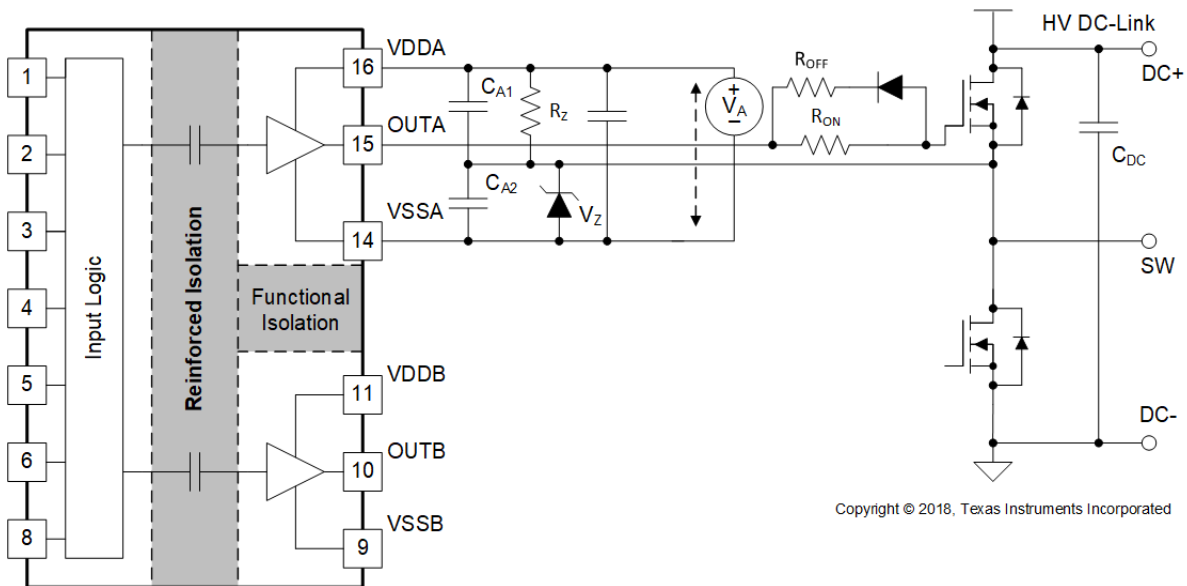 HV DC-Link
DC+
SW
DC-
CDC
VDDA
OUTA
VSSA
VDDB
OUTB
VSSB
16
15
14
11
10
9
1
2
3
4
5
6
8
Input Logic
Reinforced Isolation
Functional
Isolation
CA1
CA2
RZ
VZ
+
VA
−
ROFF
RON
Copyright © 2018, Texas Instruments Incorporated